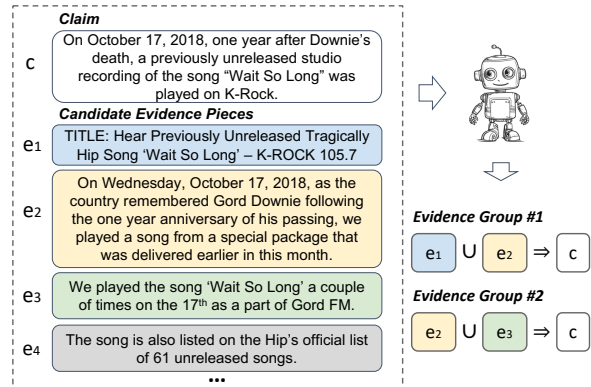 Claim
c
On October 17, 2018, one year after Downie's
death, a previously unreleased studio
recording of the song “Wait So Long” was
played on K-Rock.
Candidate Evidence Pieces
e1
TITLE: Hear Previously Unreleased Tragically
Hip Song ‘Wait So Long’ – K-ROCK 105.7
e2
On Wednesday, October 17, 2018, as the
country remembered Gord Downie following
the one year anniversary of his passing, we
played a song from a special package that
was delivered earlier in this month.
e3
We played the song ‘Wait So Long’ a couple
of times on the 17th as a part of Gord FM.
e4
The song is also listed on the Hip's official list
of 61 unreleased songs.
•••
Evidence Group #1
e1 ∪ e2 ⇒ c
Evidence Group #2
e2 ∪ e3 ⇒ c